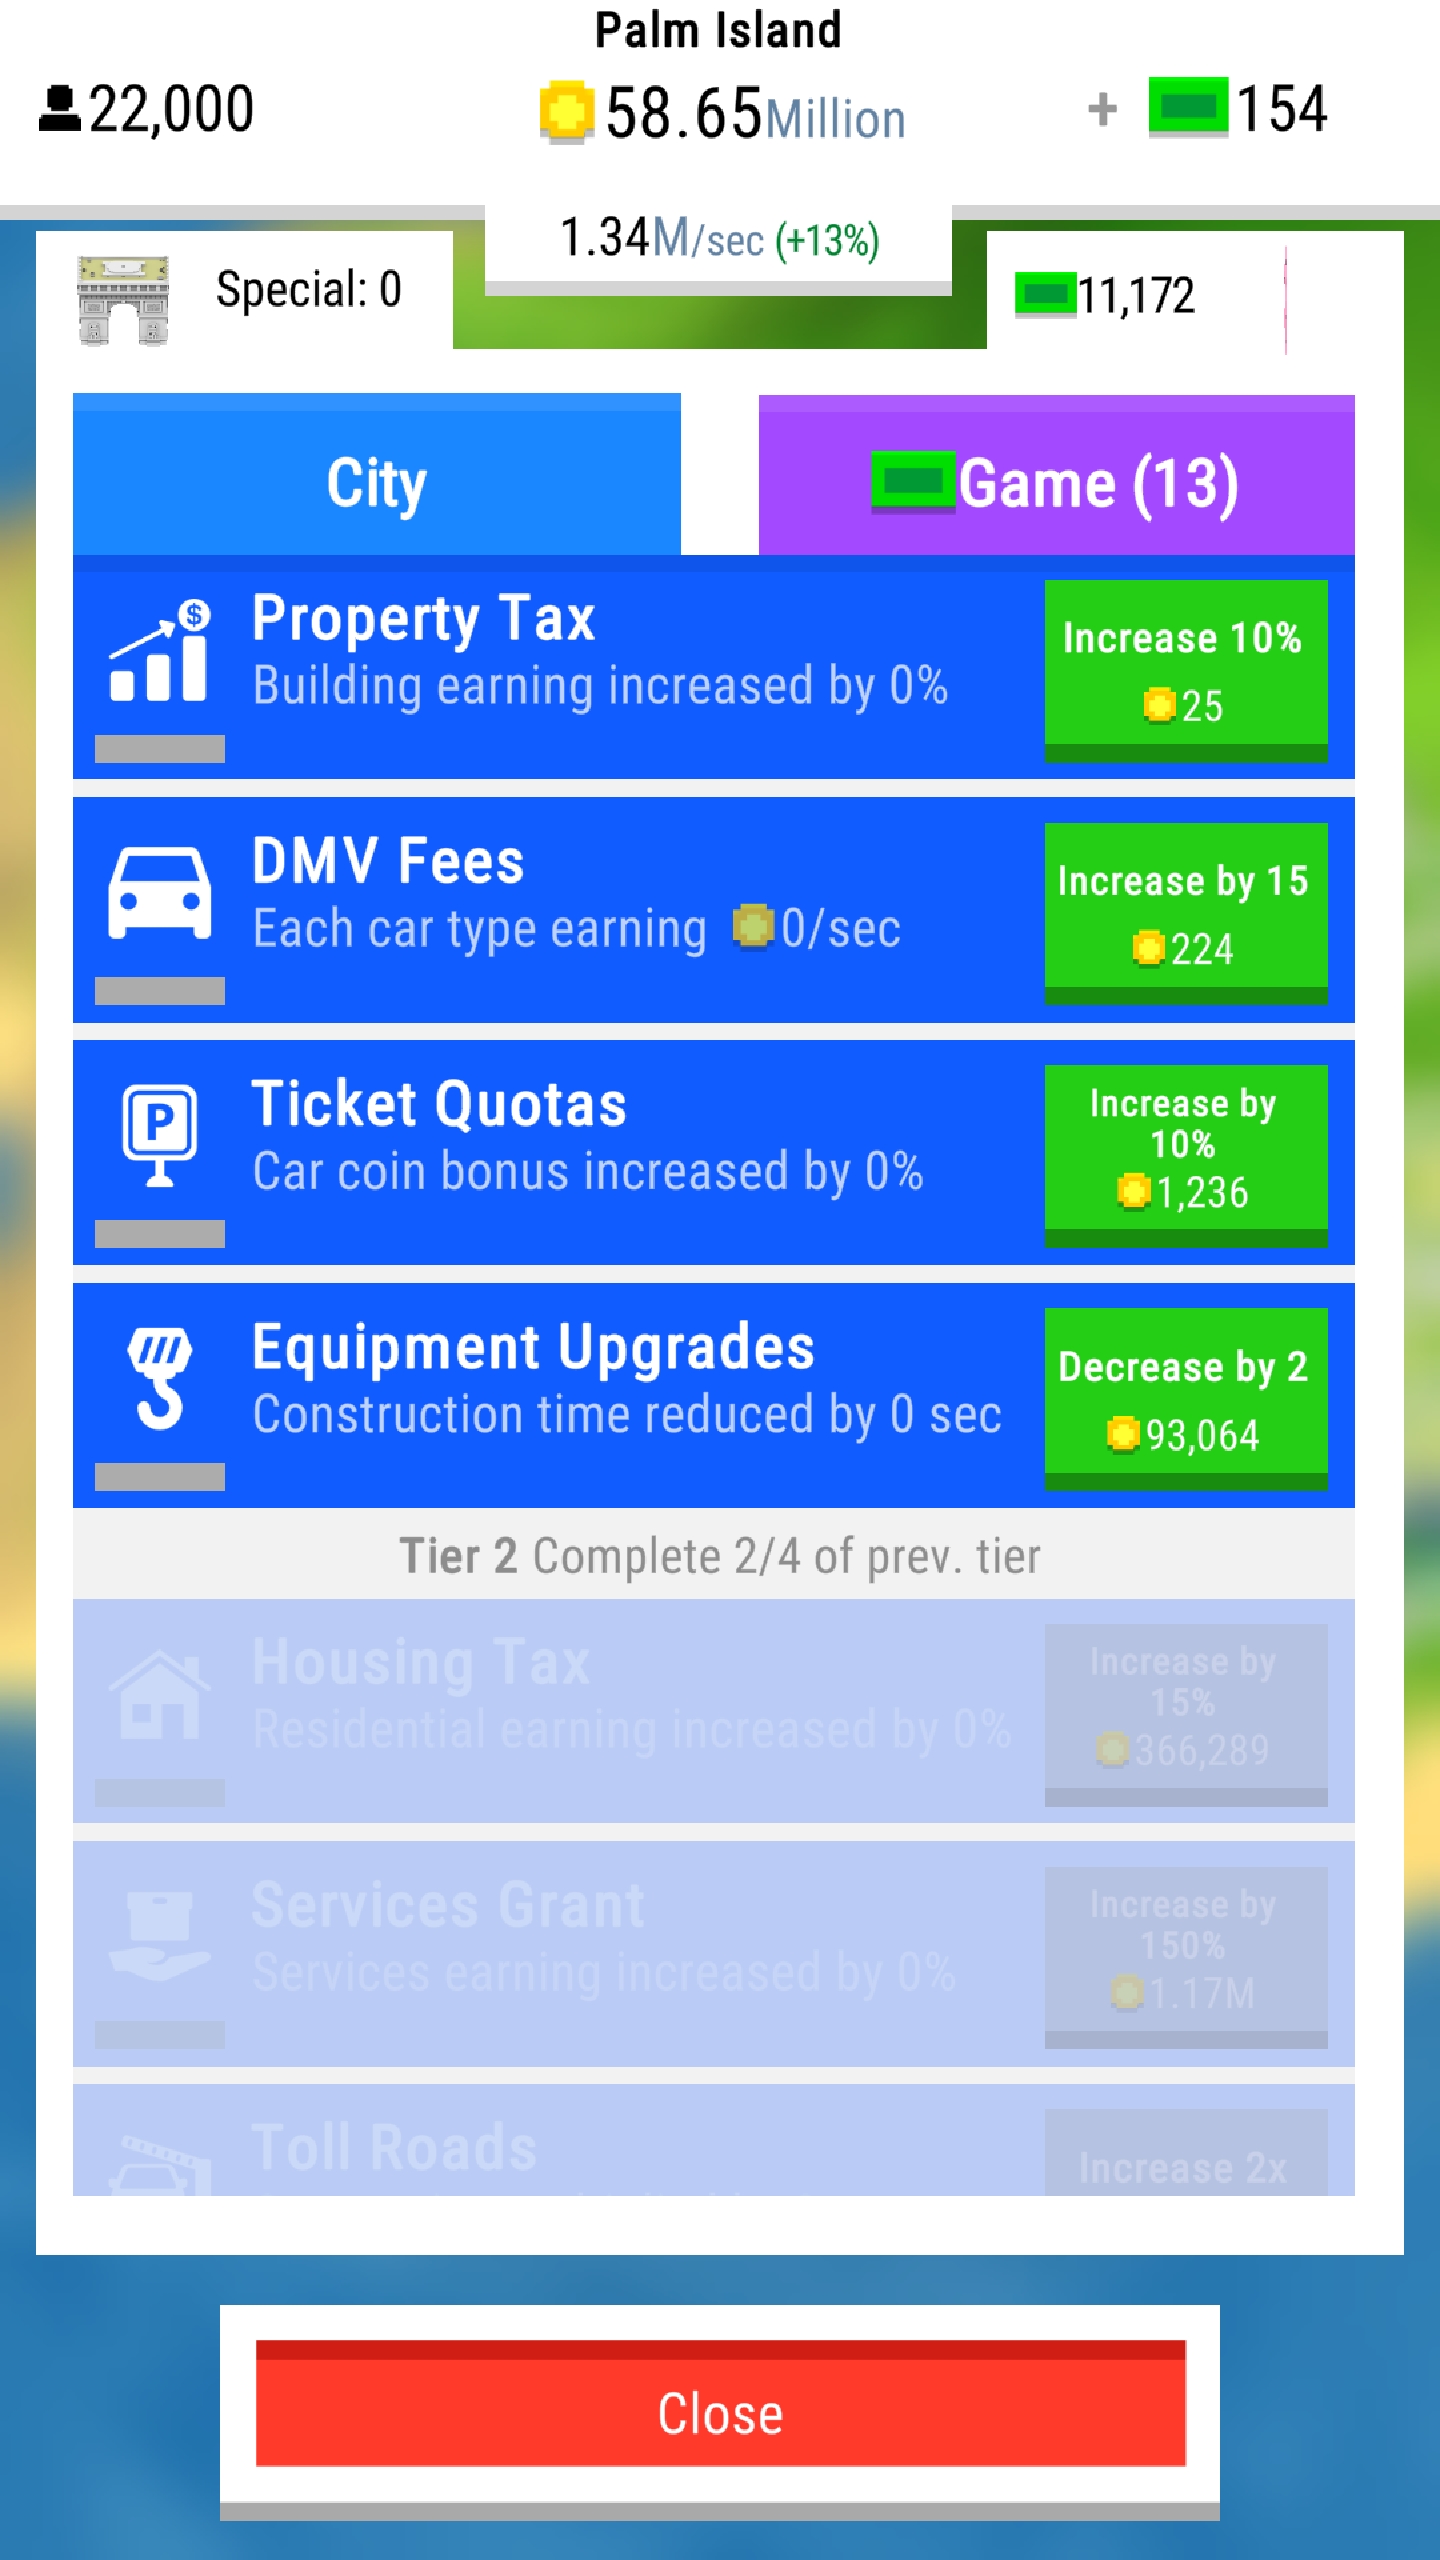 Palm Island
22,000
58.65Million
+ 154
1.34M/sec (+13%)
Special: 0
11,172
City
Game (13)
Property Tax
Building earning increased by 0%
Increase 10%
25
DMV Fees
Each car type earning 0/sec
Increase by 15
224
P
Ticket Quotas
Car coin bonus increased by 0%
Increase by
10%
1,236
Equipment Upgrades
Construction time reduced by 0 sec
Decrease by 2
93,064
Tier 2 Complete 2/4 of prev. tier
Housing Tax
Residential earning increased by 0%
Increase by
15%
366,289
Services Grant
Services earning increased by 0%
Increase by
150%
1.17M
Toll Roads
Increase 2x
Close